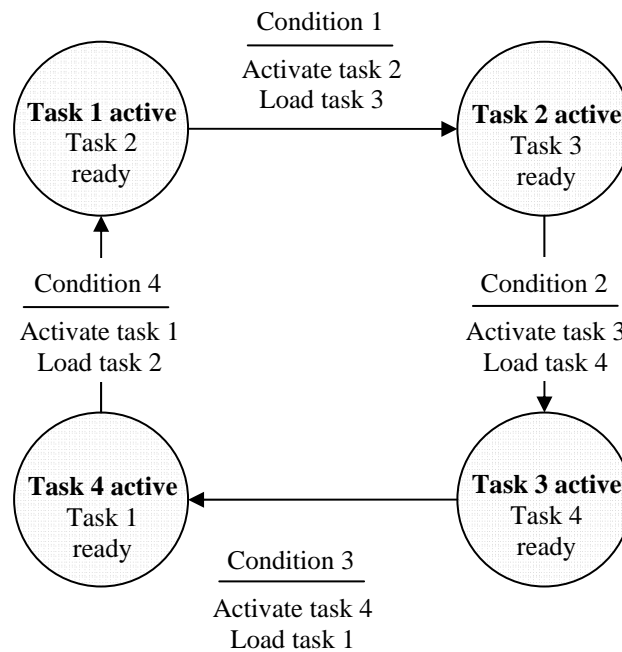 Condition 1
Activate task 2
Load task 3
Task 1 active
Task 2
ready
Task 2 active
Task 3
ready
Condition 4
Activate task 1
Load task 2
Condition 2
Activate task 3
Load task 4
Task 4 active
Task 1
ready
Task 3 active
Task 4
ready
Condition 3
Activate task 4
Load task 1